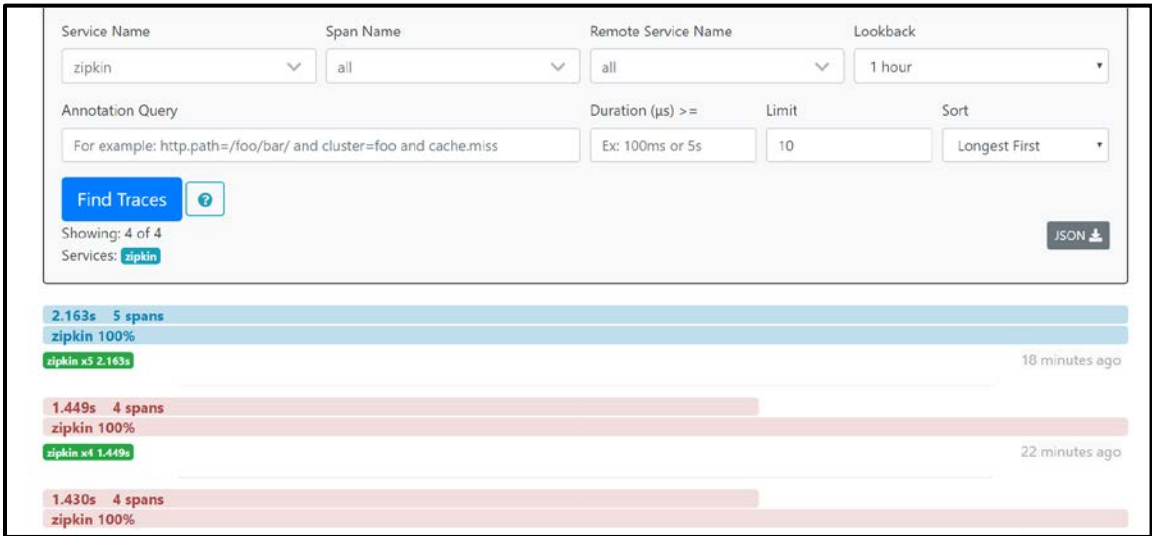 Service Name Span Name Remote Service Name Lookback
zipkin all all 1 hour
Annotation Query Duration (μs) >= Limit Sort
For example: http.path=/foo/bar/ and cluster=foo and cache.miss Ex: 100ms or 5s 10 Longest First
Find Traces ?
Showing: 4 of 4 JSON
Services: zipkin
2.163s 5 spans
zipkin 100%
zipkin x5 2.163s 18 minutes ago
1.449s 4 spans
zipkin 100%
zipkin x4 1.449s 22 minutes ago
1.430s 4 spans
zipkin 100%